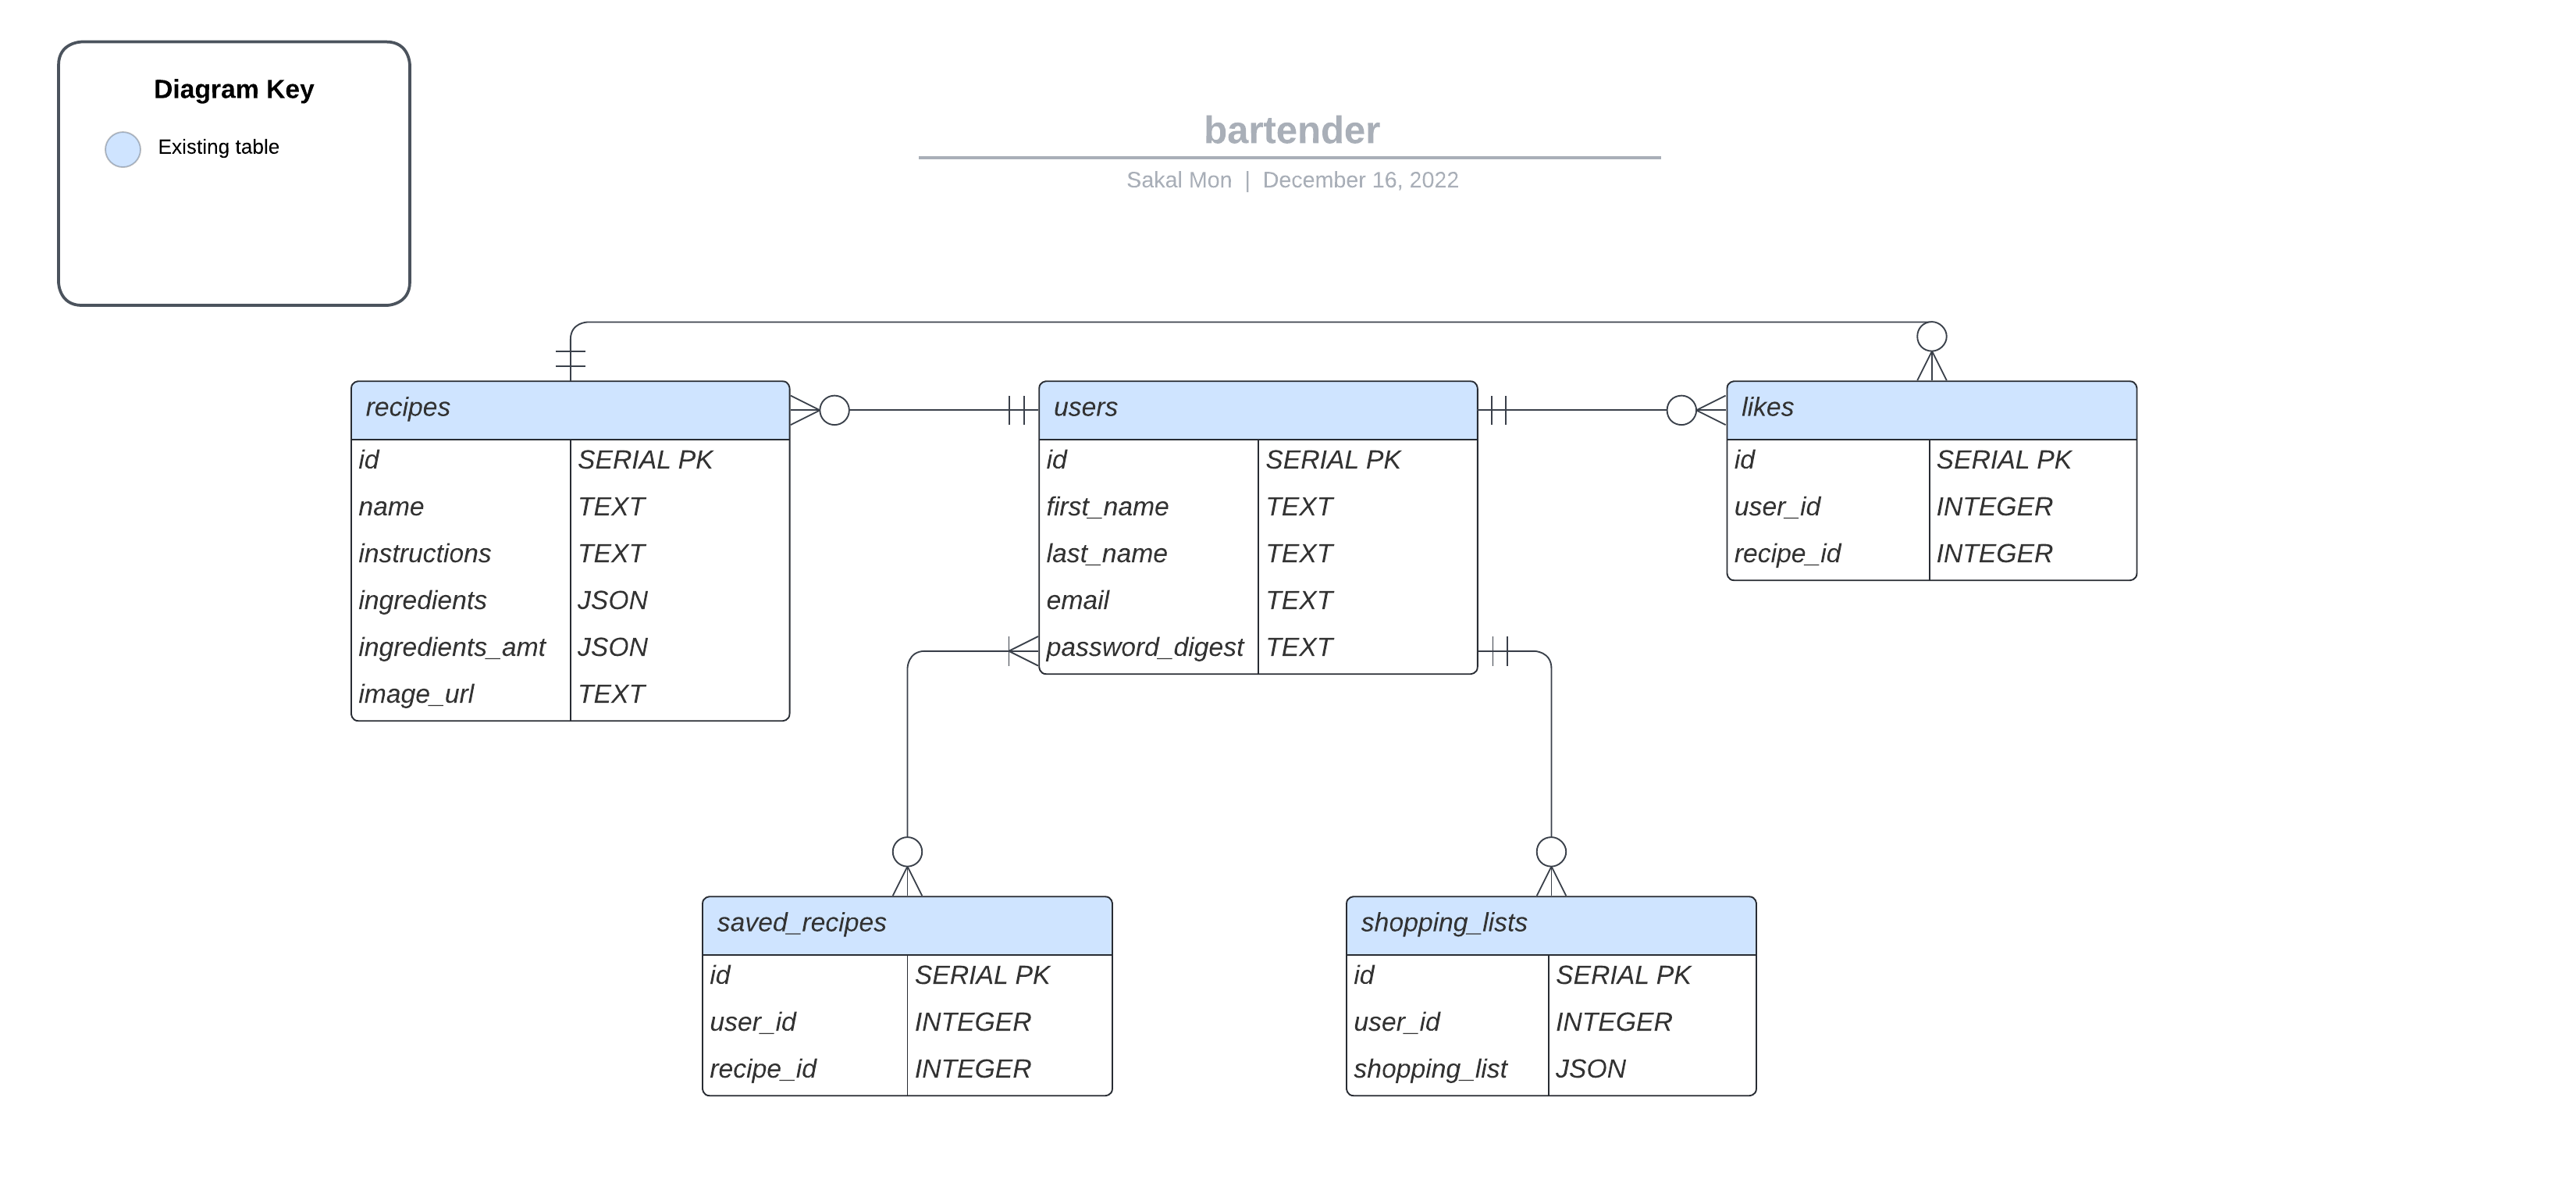 Diagram Key
Existing table
bartender
Sakal Mon | December 16, 2022
recipes
id SERIAL PK
name TEXT
instructions TEXT
ingredients JSON
ingredients_amt JSON
image_url TEXT
users
id SERIAL PK
first_name TEXT
last_name TEXT
email TEXT
password_digest TEXT
likes
id SERIAL PK
user_id INTEGER
recipe_id INTEGER
saved_recipes
id SERIAL PK
user_id INTEGER
recipe_id INTEGER
shopping_lists
id SERIAL PK
user_id INTEGER
shopping_list JSON